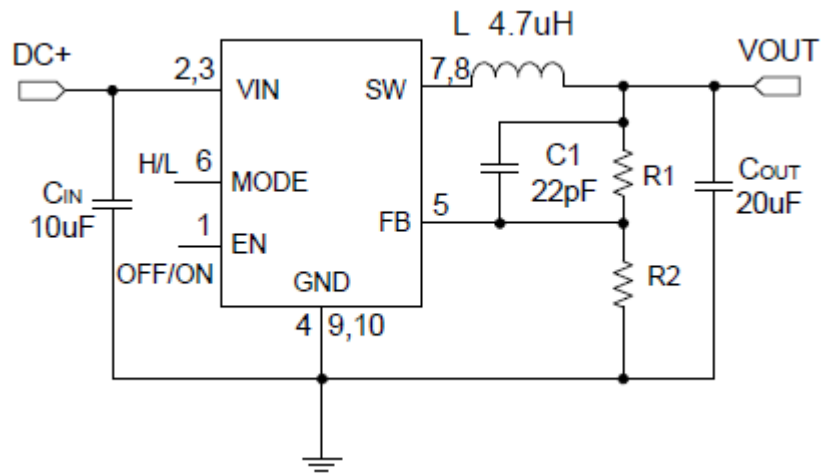 L 4.7uH
DC+
VOUT
2,3
7,8
VIN
SW
H/L
6
MODE
C1
22pF
R1
COUT
20uF
CIN
10uF
1
EN
FB
5
OFF/ON
GND
R2
4
9,10